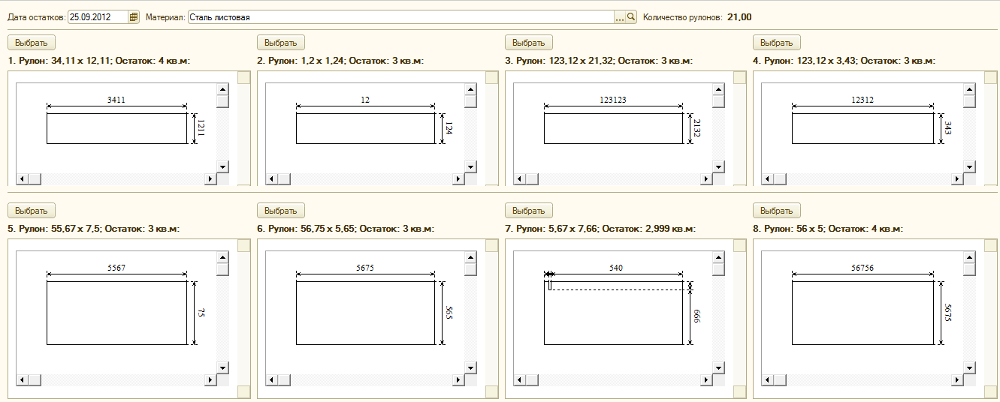 Дата остатков: 25.09.2012 Материал: Сталь листовая ... Количество рулонов: 21,00
Выбрать Выбрать Выбрать Выбрать
1. Рулон: 34,11 x 12,11; Остаток: 4 кв.м: 2. Рулон: 1,2 x 1,24; Остаток: 3 кв.м: 3. Рулон: 123,12 x 21,32; Остаток: 3 кв.м: 4. Рулон: 123,12 x 3,43; Остаток: 3 кв.м:
3411 12 123123 12312
1211 124 2132 343
Выбрать Выбрать Выбрать Выбрать
5. Рулон: 55,67 x 7,5; Остаток: 3 кв.м: 6. Рулон: 56,75 x 5,65; Остаток: 3 кв.м: 7. Рулон: 5,67 x 7,66; Остаток: 2,999 кв.м: 8. Рулон: 56 x 5; Остаток: 4 кв.м:
5567 5675 540 56756
75 565 666 5675